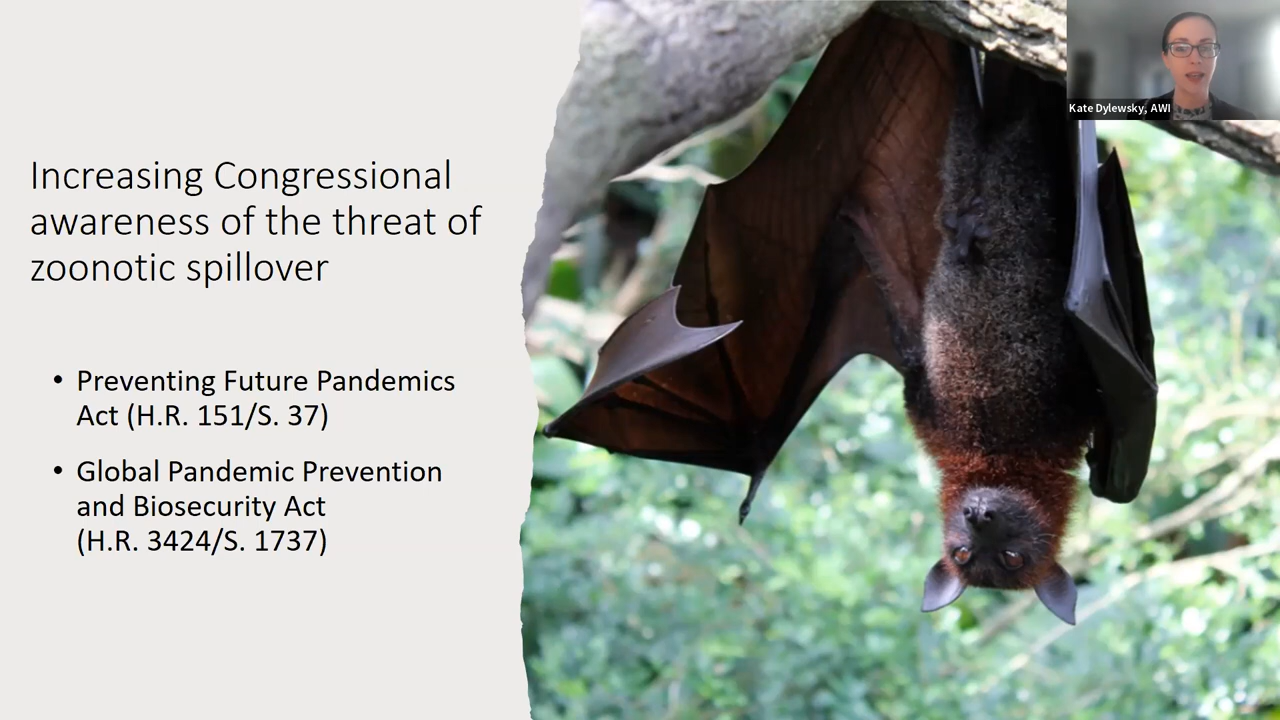 Increasing Congressional
awareness of the threat of
zoonotic spillover
• Preventing Future Pandemics
Act (H.R. 151/S. 37)
• Global Pandemic Prevention
and Biosecurity Act
(H.R. 3424/S. 1737)
Kate Dylewsky, AWI